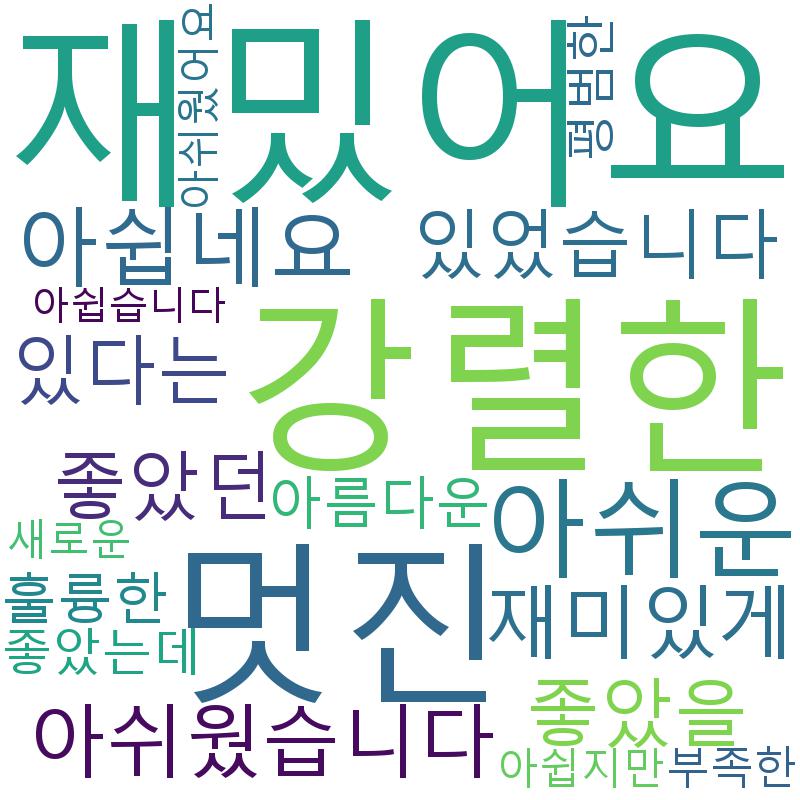 재밌어요
아쉬웠어요
평범한
아쉽네요
있었습니다
아쉽습니다
강렬한
있다는
좋았던
아름다운
아쉬운
새로운
멋진
훌륭한
재미있게
좋았는데
좋았을
아쉬웠습니다
아쉽지만
부족한